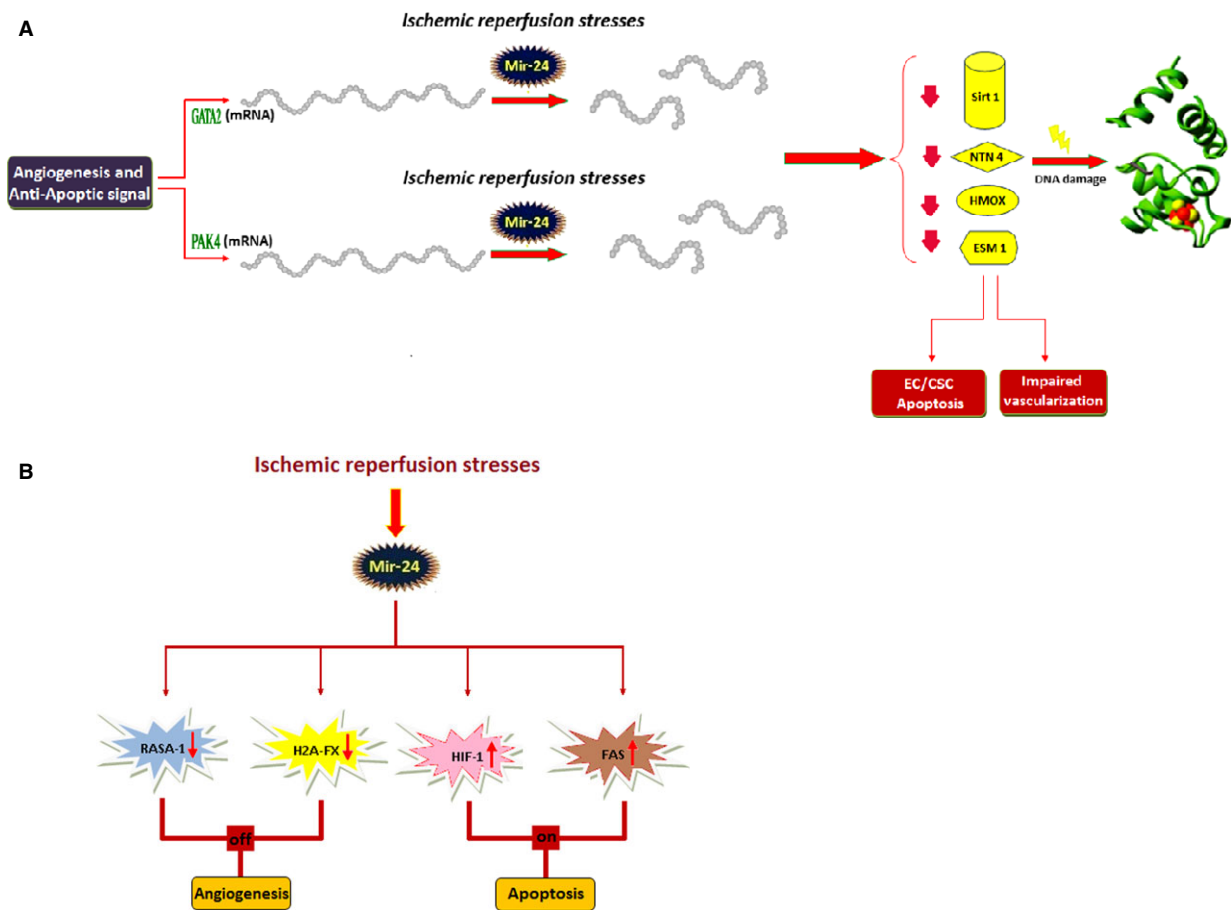 A
Ischemic reperfusion stresses
Mir-24
GATA2 (mRNA)
Angiogenesis and
Anti-Apoptic signal
Ischemic reperfusion stresses
Mir-24
PAK4 (mRNA)
Sirt 1
NTN 4
HMOX
ESM 1
DNA damage
EC/CSC
Apoptosis
Impaired
vascularization
B
Ischemic reperfusion stresses
Mir-24
RASA-1
H2A-FX
HIF-1
FAS
off
on
Angiogenesis
Apoptosis